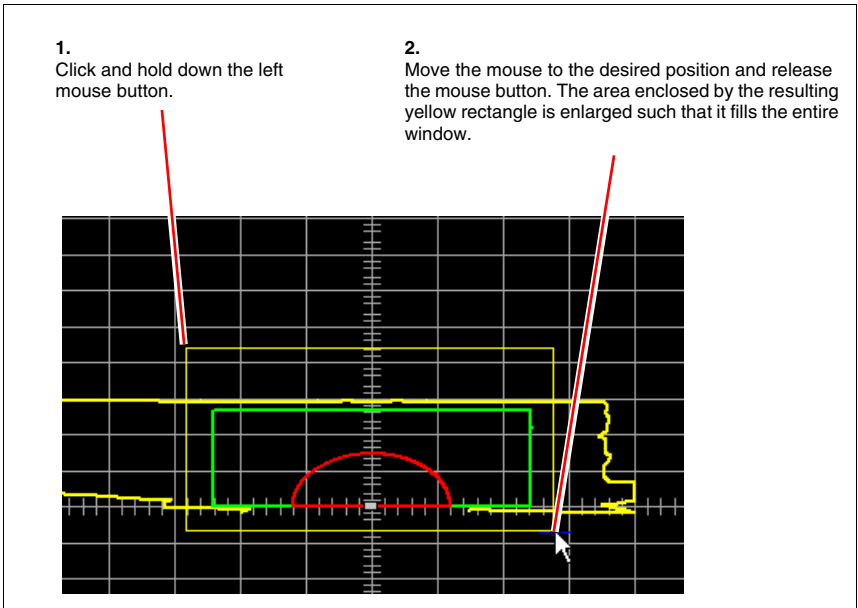 1.
Click and hold down the left
mouse button.
2.
Move the mouse to the desired position and release
the mouse button. The area enclosed by the resulting
yellow rectangle is enlarged such that it fills the entire
window.